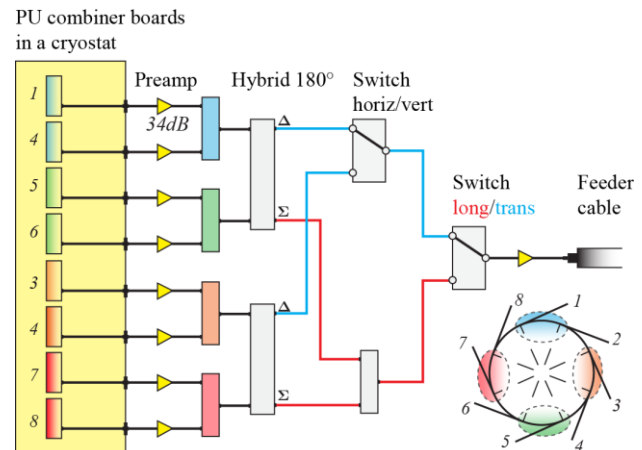 PU combiner boards
in a cryostat
Preamp
34dB
Hybrid 180°
Switch
horiz/vert
Switch
long/trans
Feeder
cable
1
4
5
6
3
4
7
8
Δ
Σ
Δ
Σ
8
1
7
2
6
3
5
4